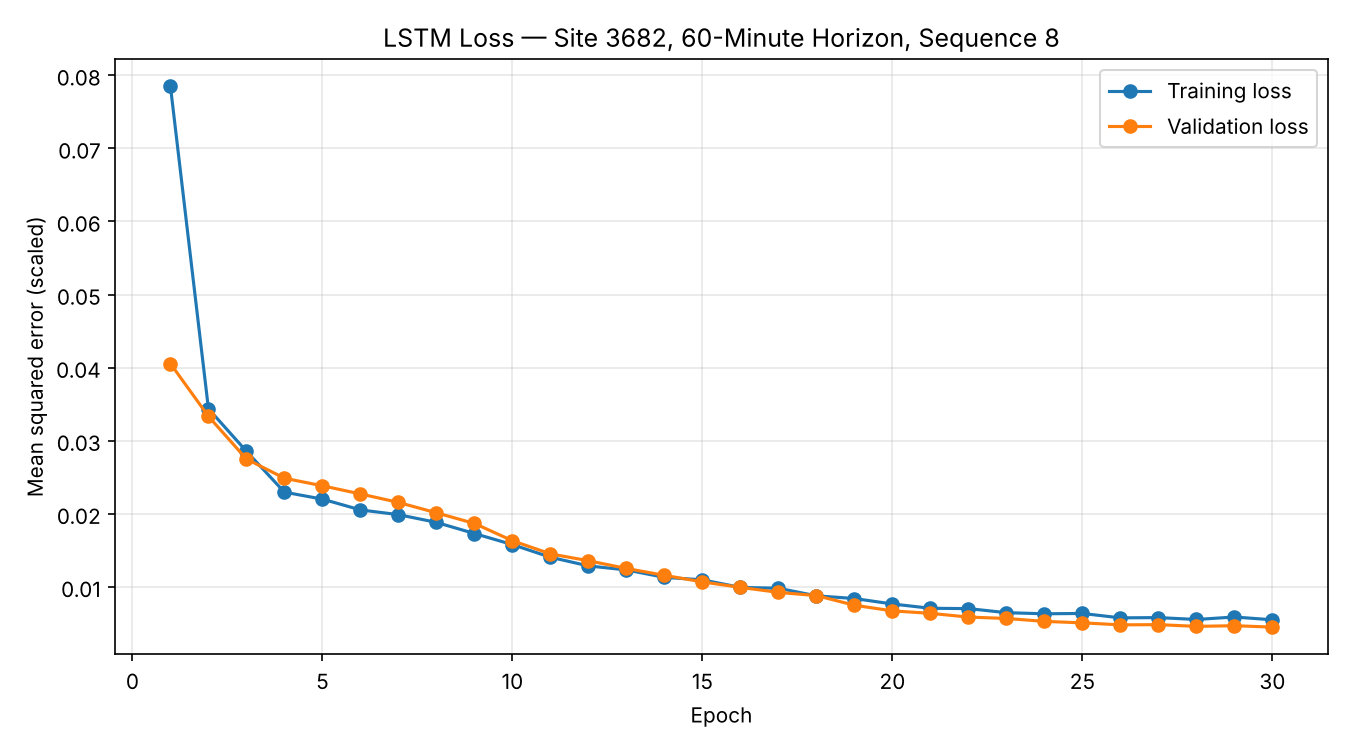 LSTM Loss — Site 3682, 60-Minute Horizon, Sequence 8
Training loss
Validation loss
Mean squared error (scaled)
0.08
0.07
0.06
0.05
0.04
0.03
0.02
0.01
0 5 10 15 20 25 30
Epoch